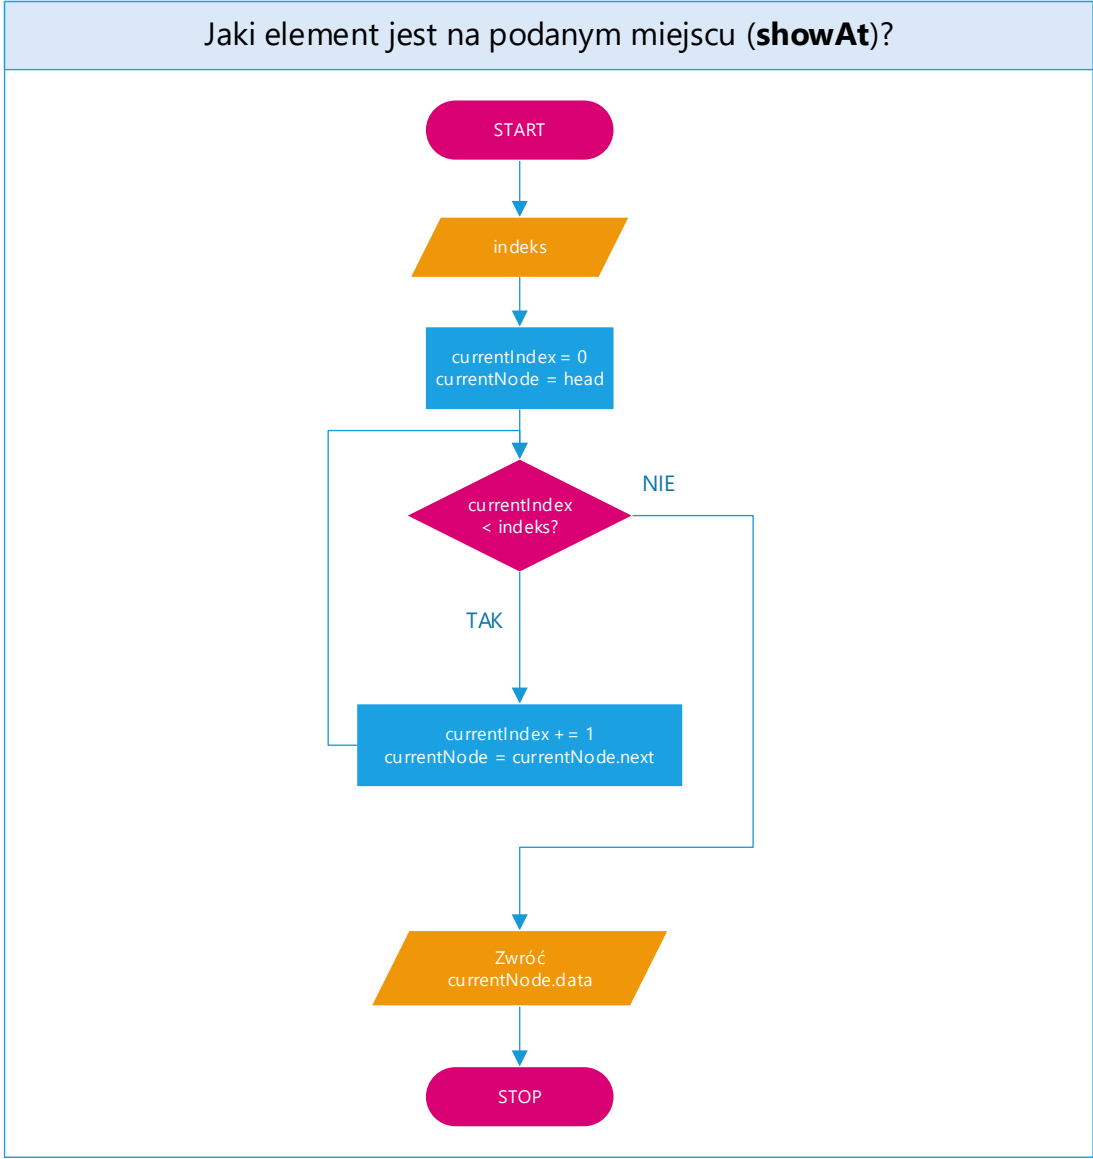 Jaki element jest na podanym miejscu (showAt)?
START
indeks
currentIndex = 0
currentNode = head
currentIndex
< indeks?
NIE
TAK
currentIndex += 1
currentNode = currentNode.next
Zwróć
currentNode.data
STOP